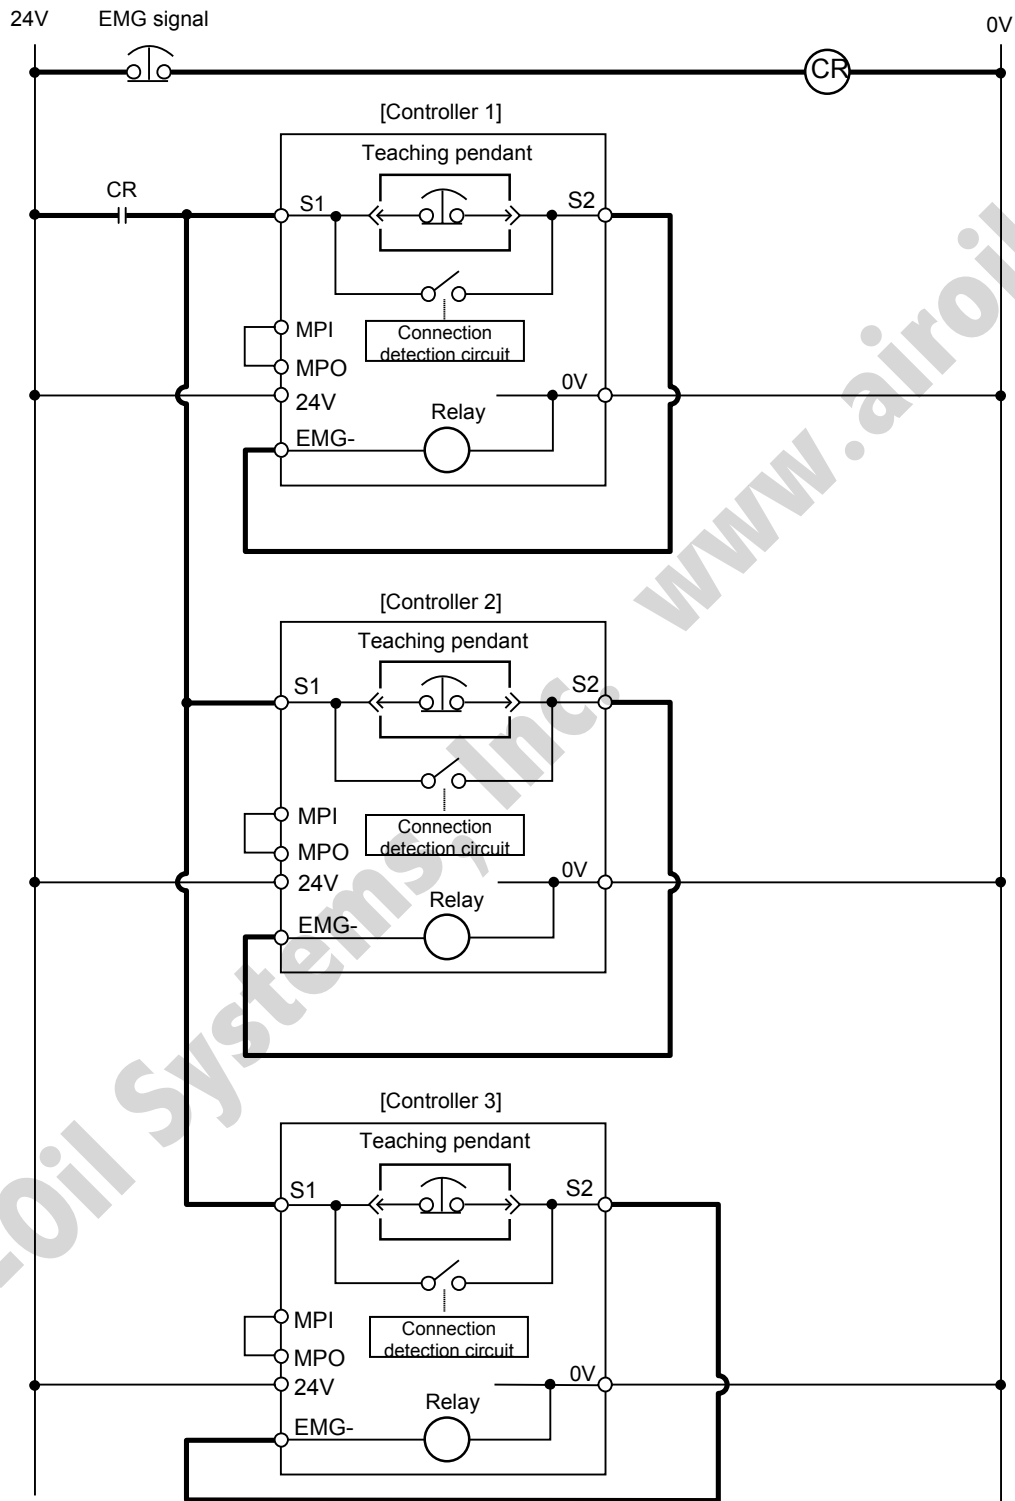 24V EMG signal 0V
CR
[Controller 1]
Teaching pendant
CR
S1 S2
Connection
detection circuit
MPI
MPO
24V 0V
Relay
EMG-
[Controller 2]
Teaching pendant
S1 S2
Connection
detection circuit
MPI
MPO
24V 0V
Relay
EMG-
[Controller 3]
Teaching pendant
S1 S2
Connection
detection circuit
MPI
MPO
24V 0V
Relay
EMG-
Oil Systems, Inc. www.airoil